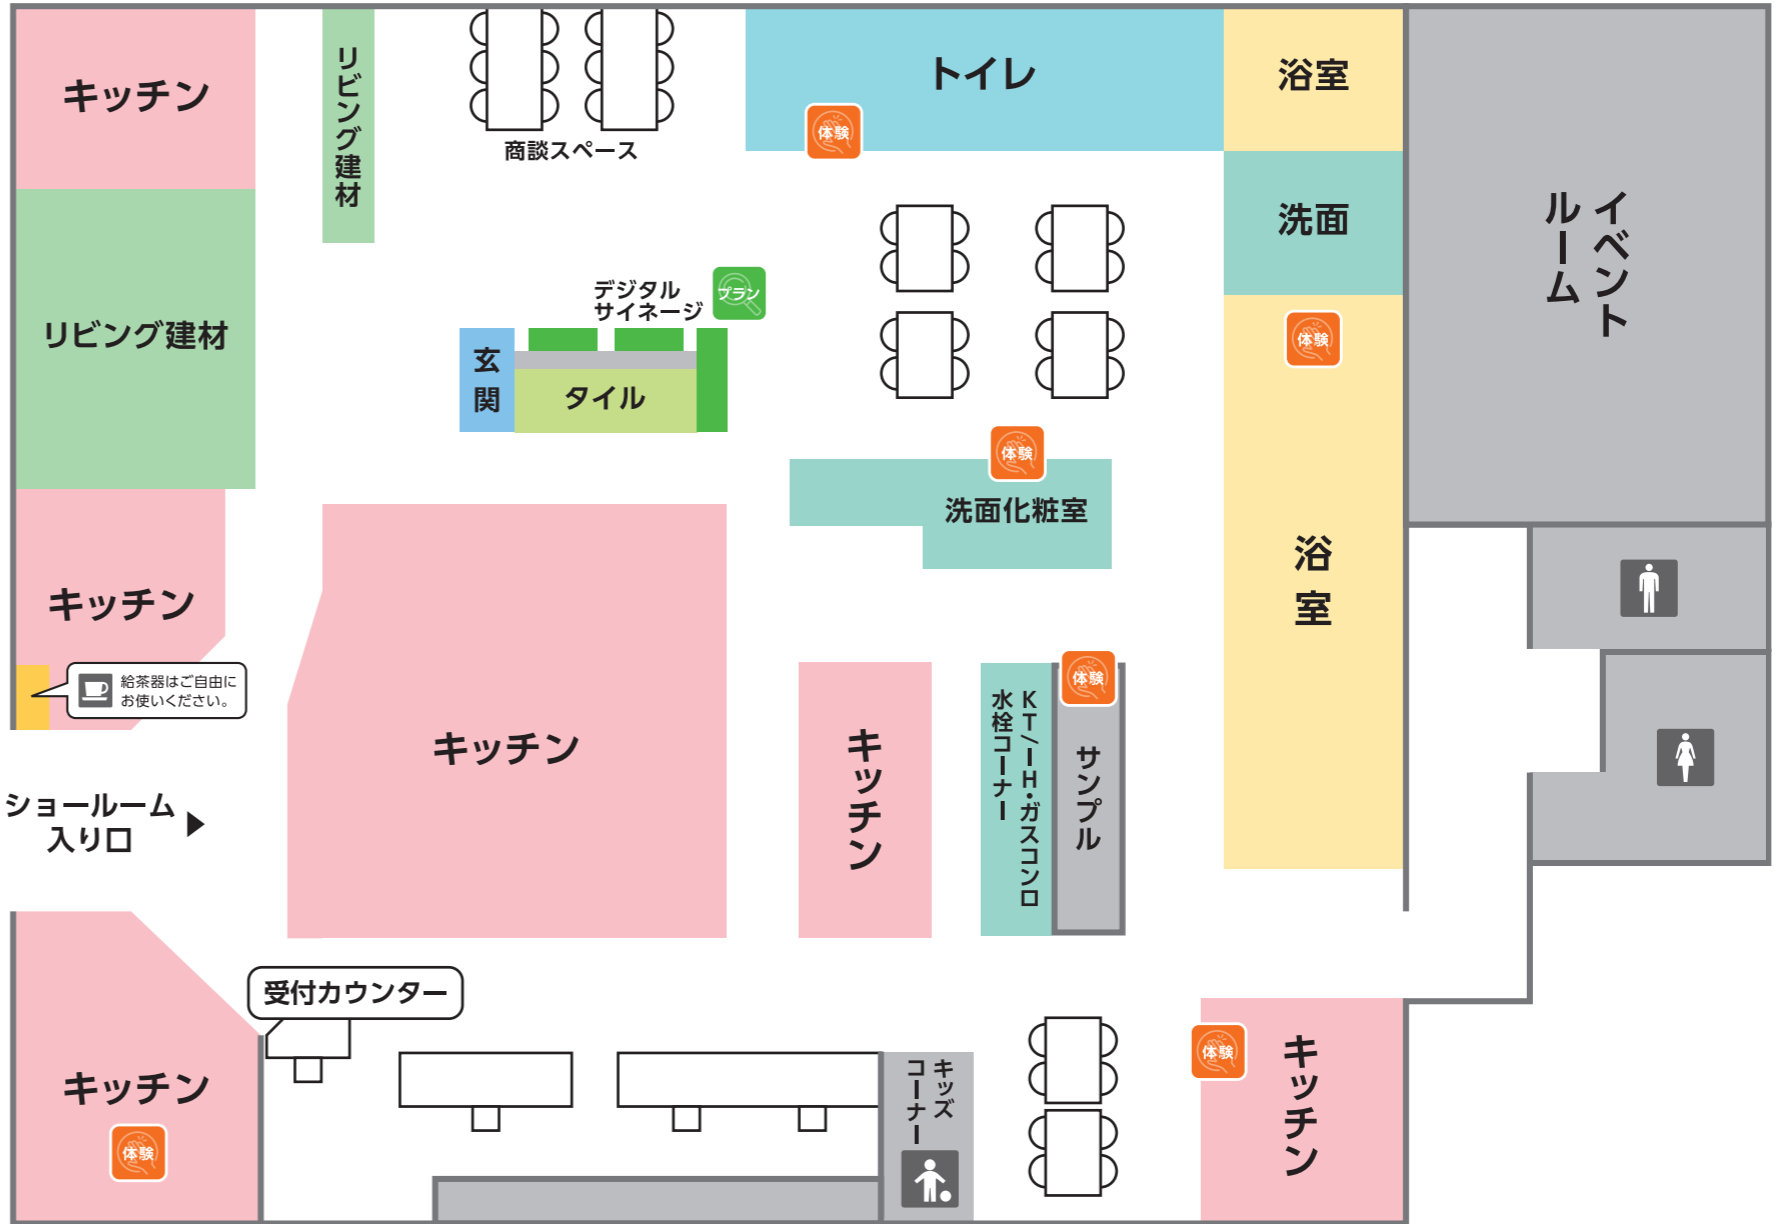 キッチン
リビング建材
商談スペース
トイレ
体験
浴室
洗面
イベント
ルーム
リビング建材
デジタル
サイネージ
プラン
玄関
タイル
体験
体験
洗面化粧室
浴室
キッチン
給茶器はご自由に
お使いください。
キッチン
キッチン
KT/IH・ガスコンロ
水栓コーナー
体験
サンプル
ショールーム
入り口
受付カウンター
キッチン
体験
キッズ
コーナー
体験
キッチン